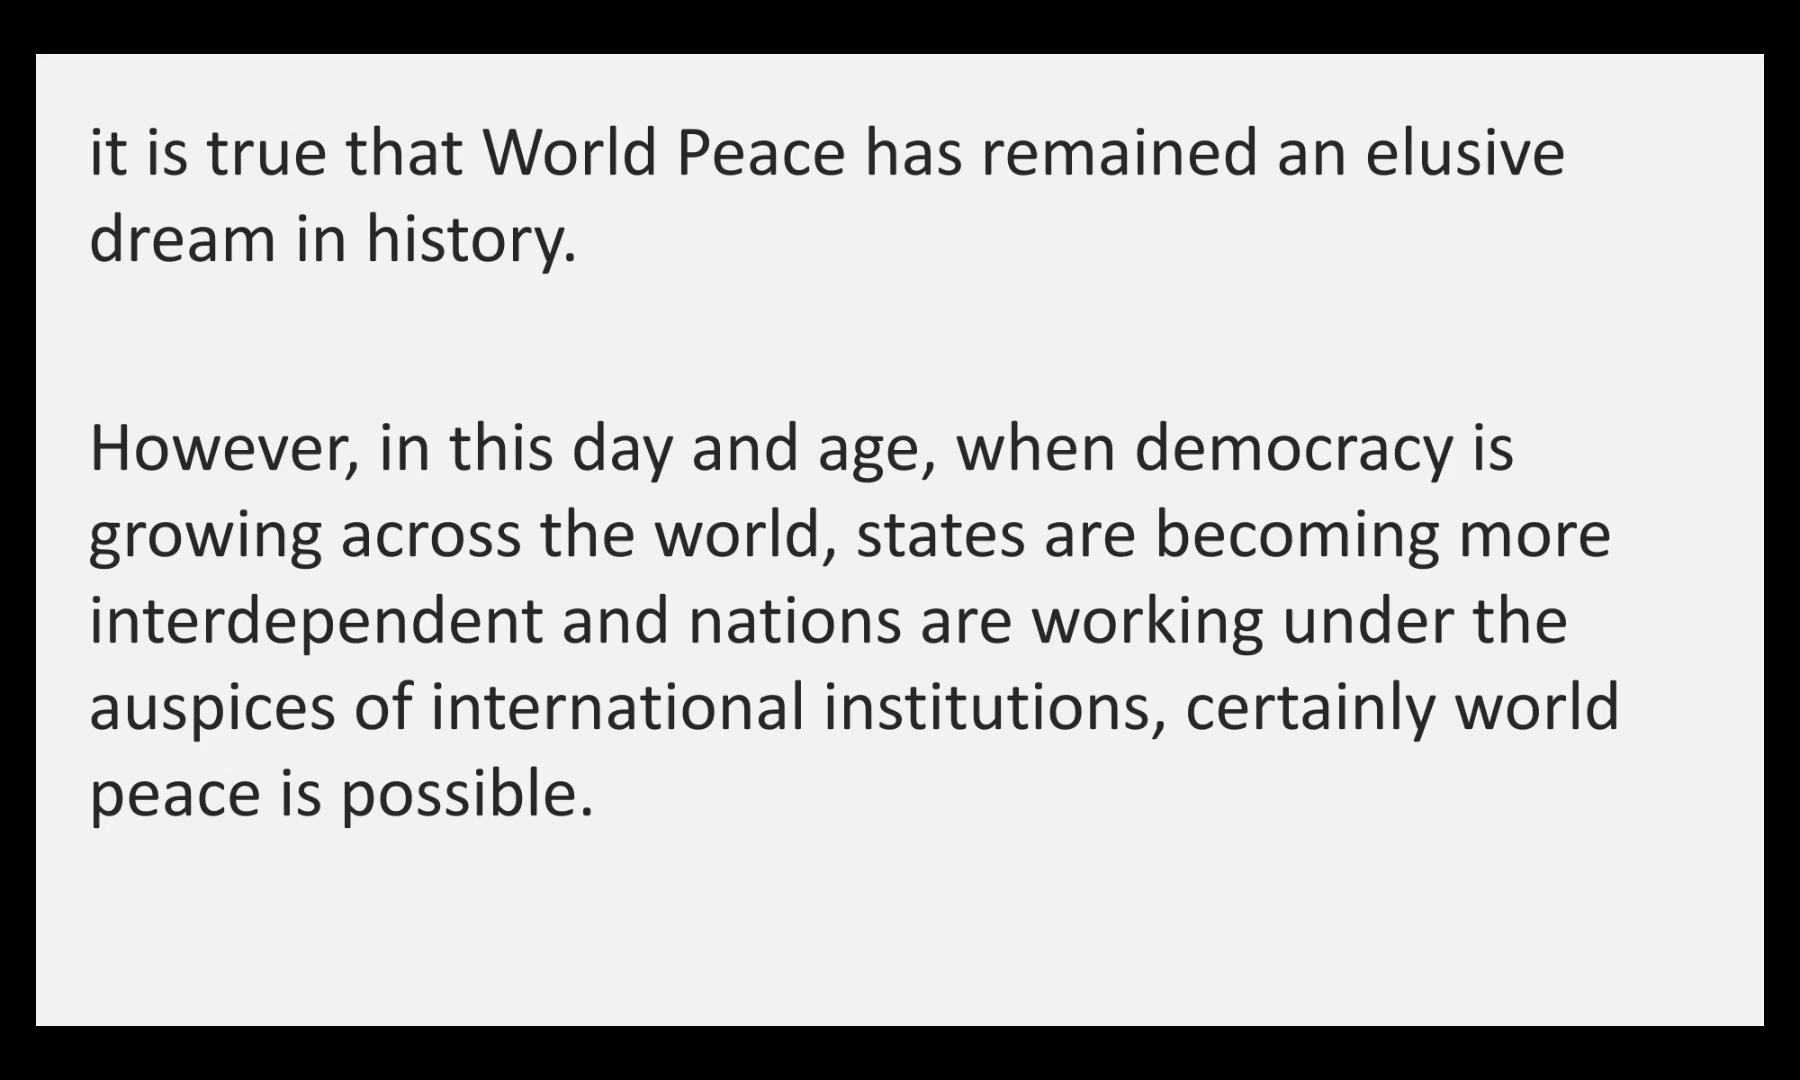 it is true that World Peace has remained an elusive
dream in history.
However, in this day and age, when democracy is
growing across the world, states are becoming more
interdependent and nations are working under the
auspices of international institutions, certainly world
peace is possible.